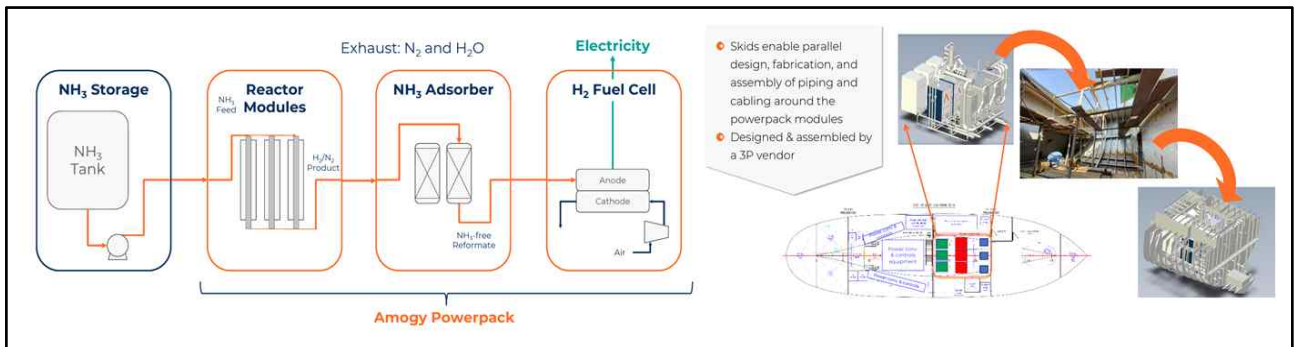 Exhaust: N₂ and H₂O
Electricity
NH₃ Storage
NH₃
Tank
Reactor
Modules
NH₃
Feed
H₂/N₂
Product
NH₃ Adsorber
NH₃-free
Reformate
H₂ Fuel Cell
Anode
Cathode
Air
Amogy Powerpack
Skids enable parallel
design, fabrication, and
assembly of piping and
cabling around the
powerpack modules
Designed & assembled by
a 3P vendor
Power conv.
& controls
equipment